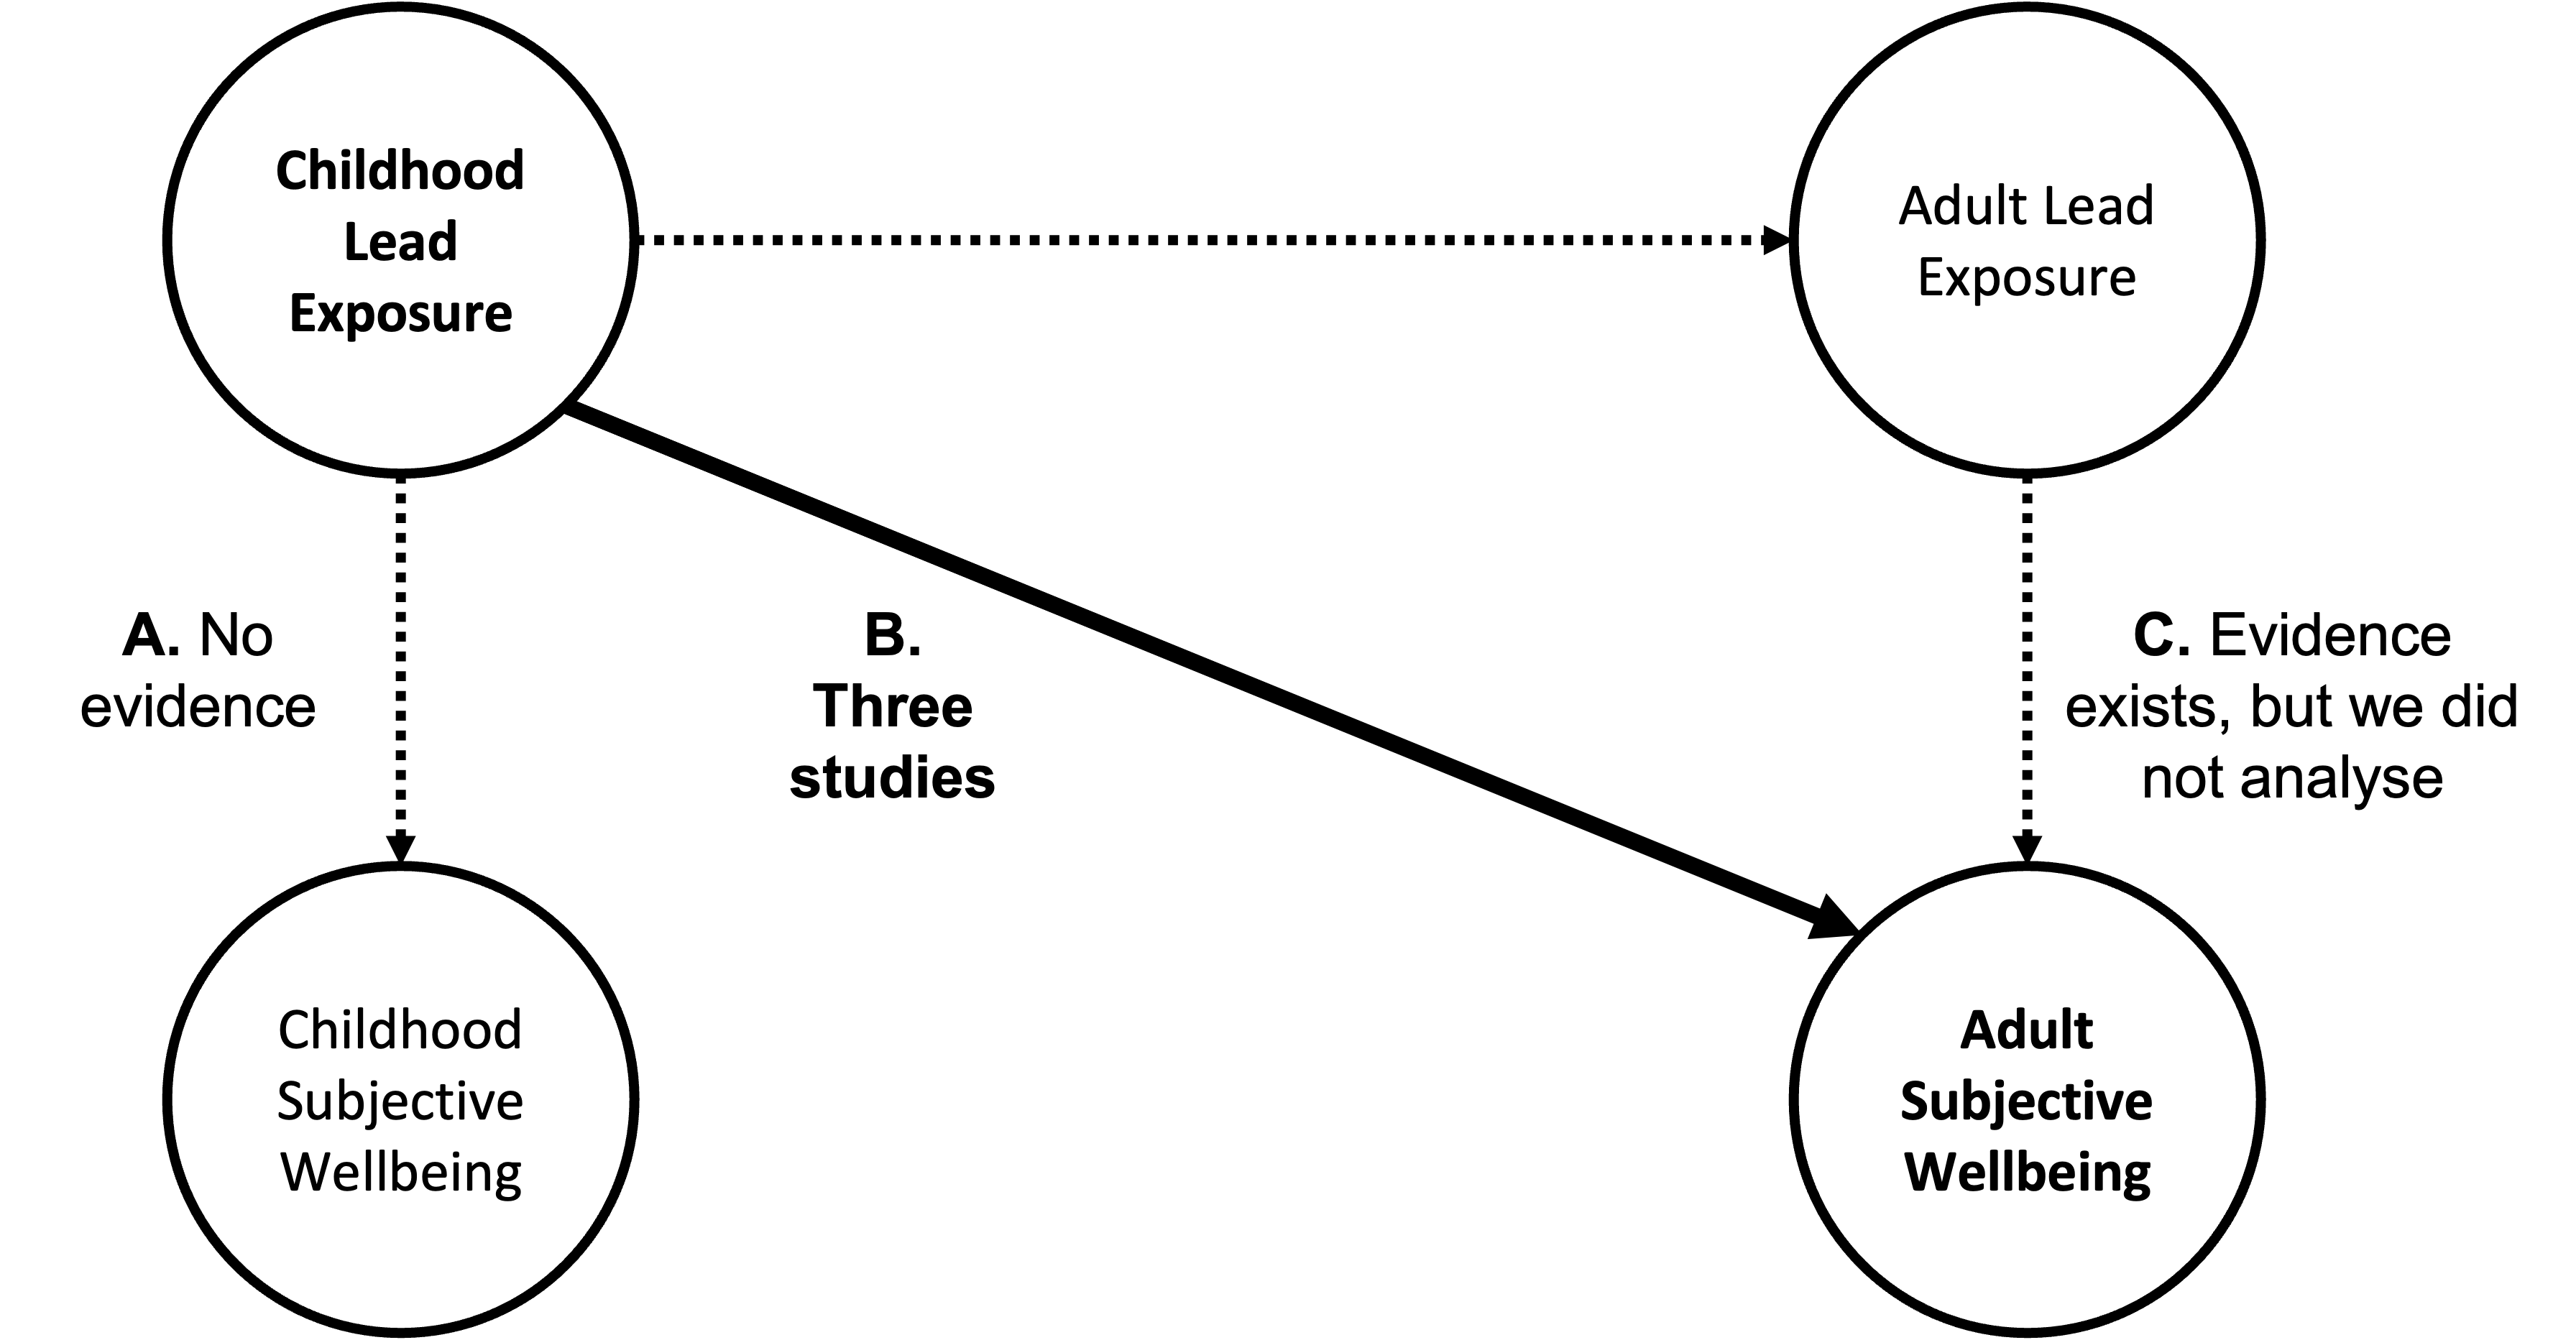 Childhood
Lead
Exposure
Adult Lead
Exposure
A. No
evidence
B.
Three
studies
C. Evidence
exists, but we did
not analyse
Childhood
Subjective
Wellbeing
Adult
Subjective
Wellbeing